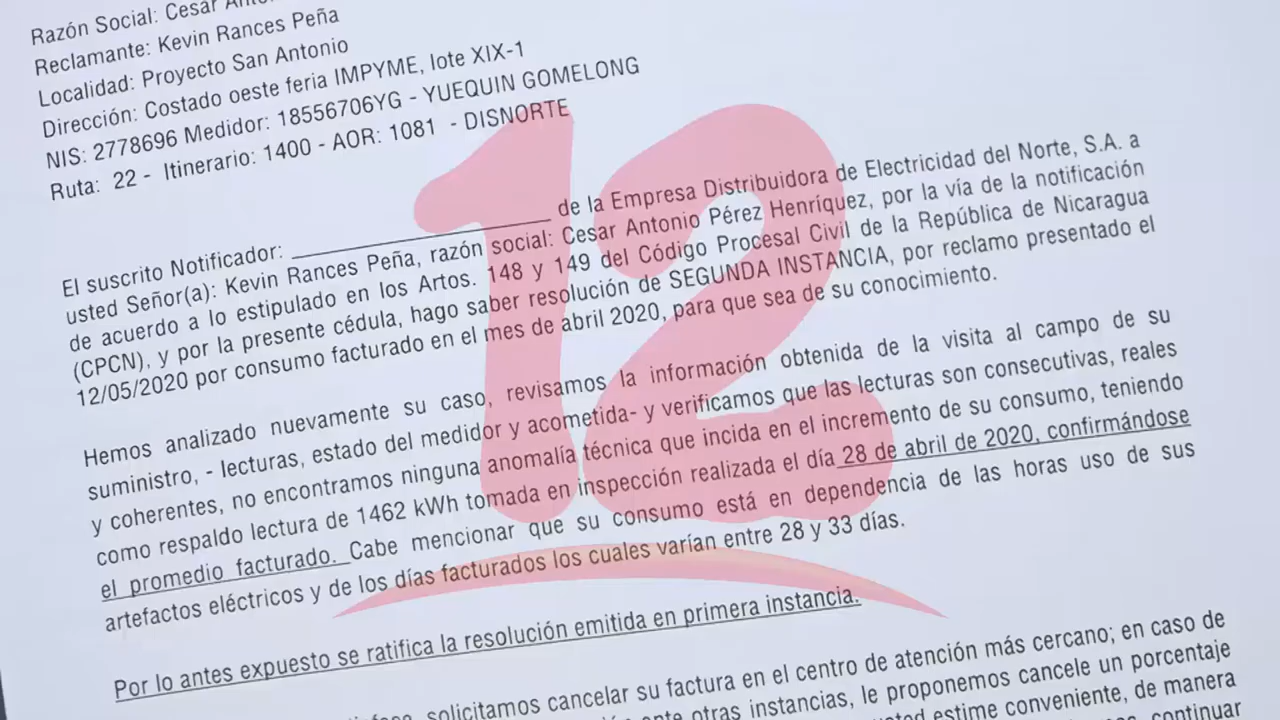 Razón Social: Cesar
Reclamante: Kevin Rances Peña
Localidad: Proyecto San Antonio
Dirección: Costado oeste feria IMPYME, lote XIX-1
NIS: 2778696 Medidor: 18556706YG - YUEQUIN GOMELONG
Ruta: 22 - Itinerario: 1400 - AOR: 1081 - DISNORTE
El suscrito Notificador: ____________________ de la Empresa Distribuidora de Electricidad del Norte, S.A. a
usted Señor(a): Kevin Rances Peña, razón social: Cesar Antonio Pérez Henríquez, por la vía de la notificación
de acuerdo a lo estipulado en los Artos. 148 y 149 del Código Procesal Civil de la República de Nicaragua
(CPCN), y por la presente cédula, hago saber resolución de SEGUNDA INSTANCIA, por reclamo presentado el
12/05/2020 por consumo facturado en el mes de abril 2020, para que sea de su conocimiento.
Hemos analizado nuevamente su caso, revisamos la información obtenida de la visita al campo de su
suministro, - lecturas, estado del medidor y acometida- y verificamos que las lecturas son consecutivas, reales
y coherentes, no encontramos ninguna anomalía técnica que incida en el incremento de su consumo, teniendo
como respaldo lectura de 1462 kWh tomada en inspección realizada el día 28 de abril de 2020, confirmándose
el promedio facturado. Cabe mencionar que su consumo está en dependencia de las horas uso de sus
artefactos eléctricos y de los días facturados los cuales varían entre 28 y 33 días.
Por lo antes expuesto se ratifica la resolución emitida en primera instancia.
solicitamos cancelar su factura en el centro de atención más cercano; en caso de
ante otras instancias, le proponemos cancele un porcentaje
estime conveniente, de manera
continuar
12